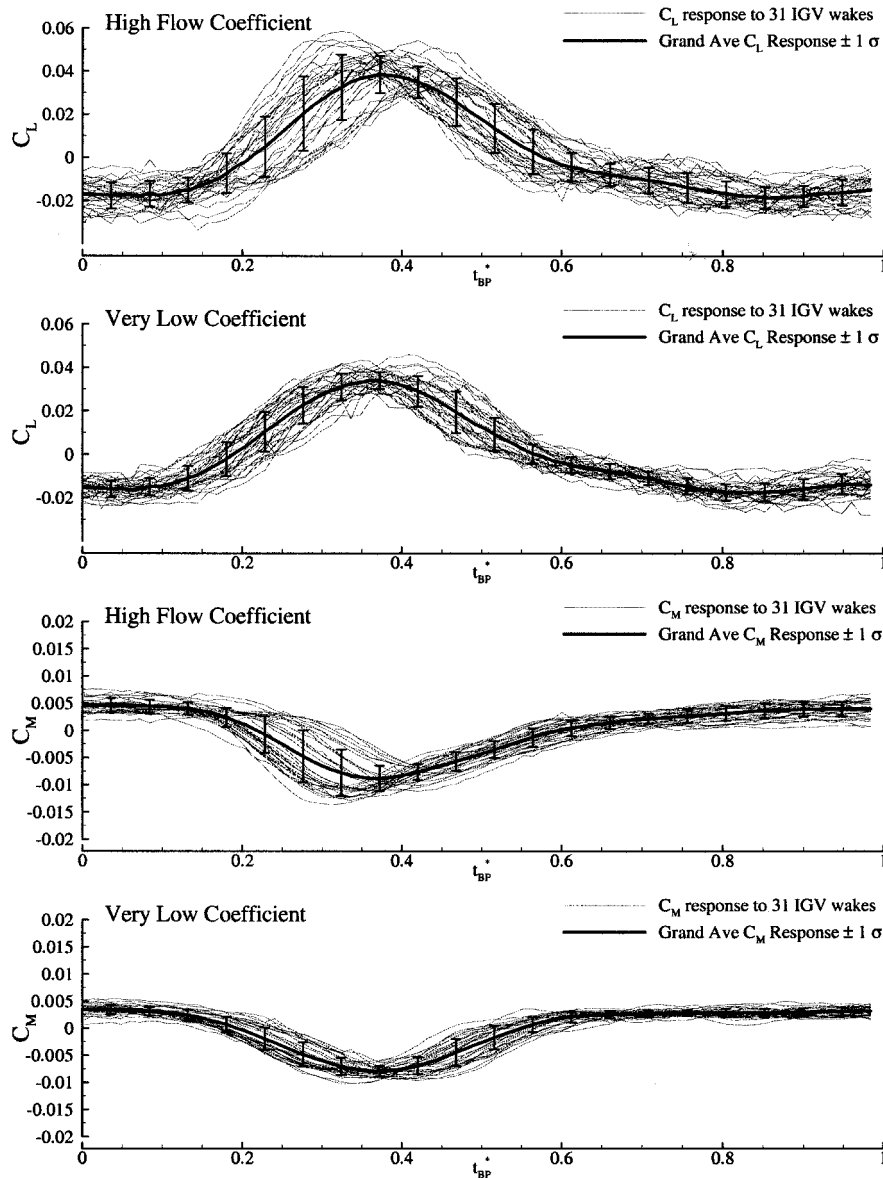 High Flow Coefficient
C_L response to 31 IGV wakes
Grand Ave C_L Response ± 1 σ
0.06
0.04
0.02
0
-0.02
C_L
0 0.2 0.4 0.6 0.8 1
t_BP^*
Very Low Coefficient
C_L response to 31 IGV wakes
Grand Ave C_L Response ± 1 σ
0.06
0.04
0.02
0
-0.02
C_L
0 0.2 0.4 0.6 0.8 1
t_BP^*
High Flow Coefficient
C_M response to 31 IGV wakes
Grand Ave C_M Response ± 1 σ
0.02
0.015
0.01
0.005
0
-0.005
-0.01
-0.015
-0.02
C_M
0 0.2 0.4 0.6 0.8 1
t_BP^*
Very Low Coefficient
C_M response to 31 IGV wakes
Grand Ave C_M Response ± 1 σ
0.02
0.015
0.01
0.005
0
-0.005
-0.01
-0.015
-0.02
C_M
0 0.2 0.4 0.6 0.8 1
t_BP^*